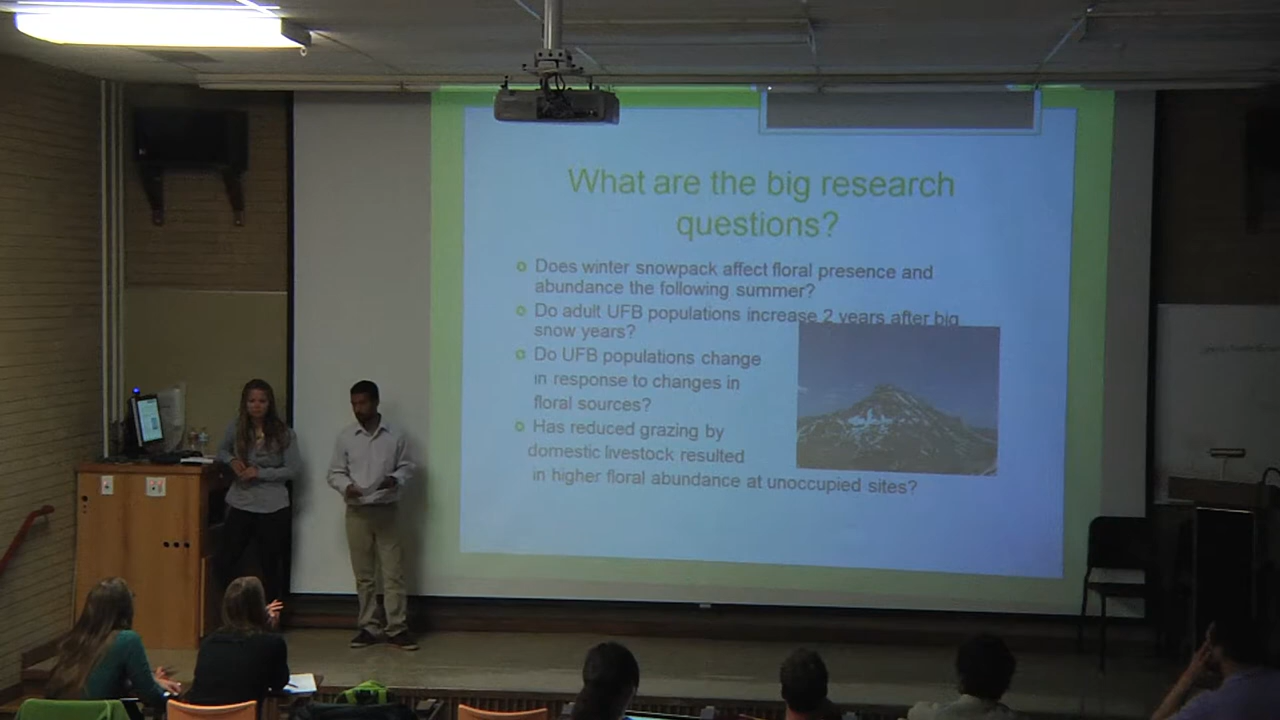 What are the big research
questions?
Does winter snowpack affect floral presence and
abundance the following summer?
Do adult UFB populations increase 2 years after big
snow years?
Do UFB populations change
in response to changes in
floral sources?
Has reduced grazing by
domestic livestock resulted
in higher floral abundance at unoccupied sites?